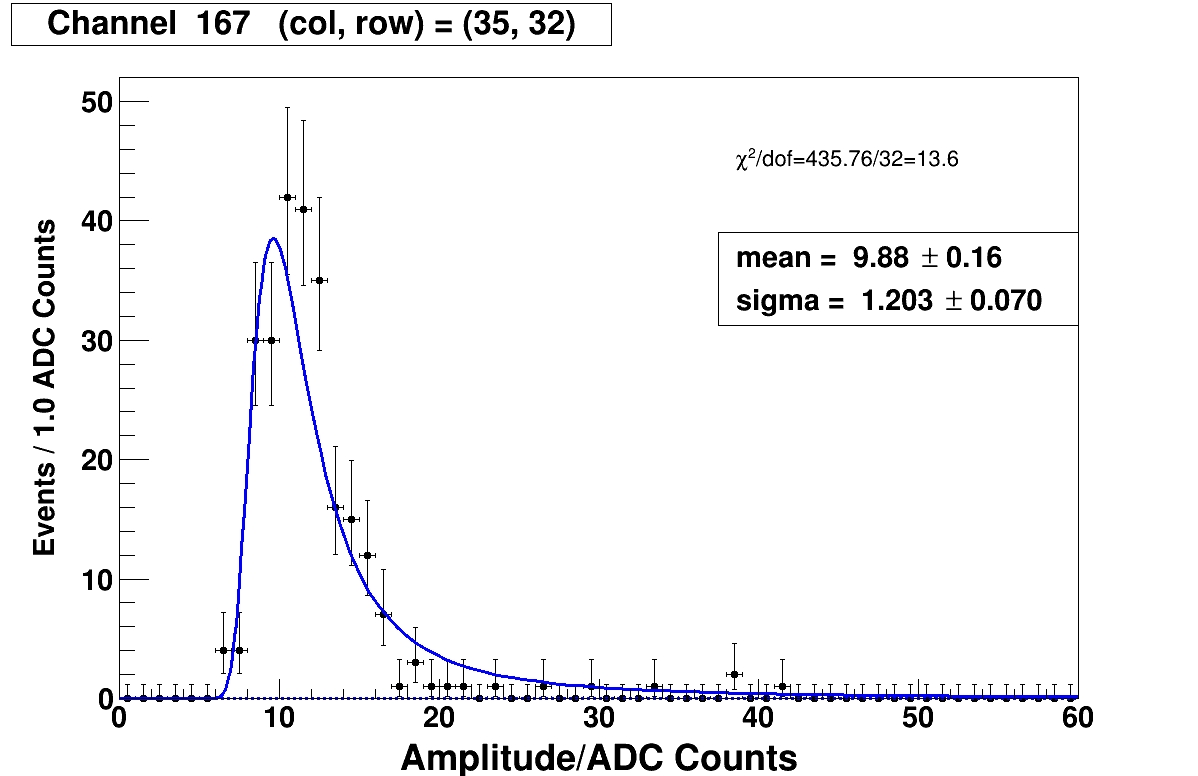 Channel 167 (col, row) = (35, 32)
χ²/dof=435.76/32=13.6
mean = 9.88 ± 0.16
sigma = 1.203 ± 0.070
Events / 1.0 ADC Counts
50
40
30
20
10
0
0 10 20 30 40 50 60
Amplitude/ADC Counts